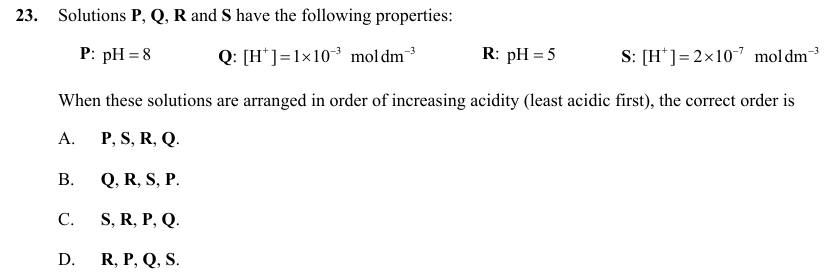 23. Solutions P, Q, R and S have the following properties:
P: pH = 8 Q: [H⁺] = 1×10⁻³ mol dm⁻³ R: pH = 5 S: [H⁺] = 2×10⁻⁷ mol dm⁻³
When these solutions are arranged in order of increasing acidity (least acidic first), the correct order is
A. P, S, R, Q.
B. Q, R, S, P.
C. S, R, P, Q.
D. R, P, Q, S.